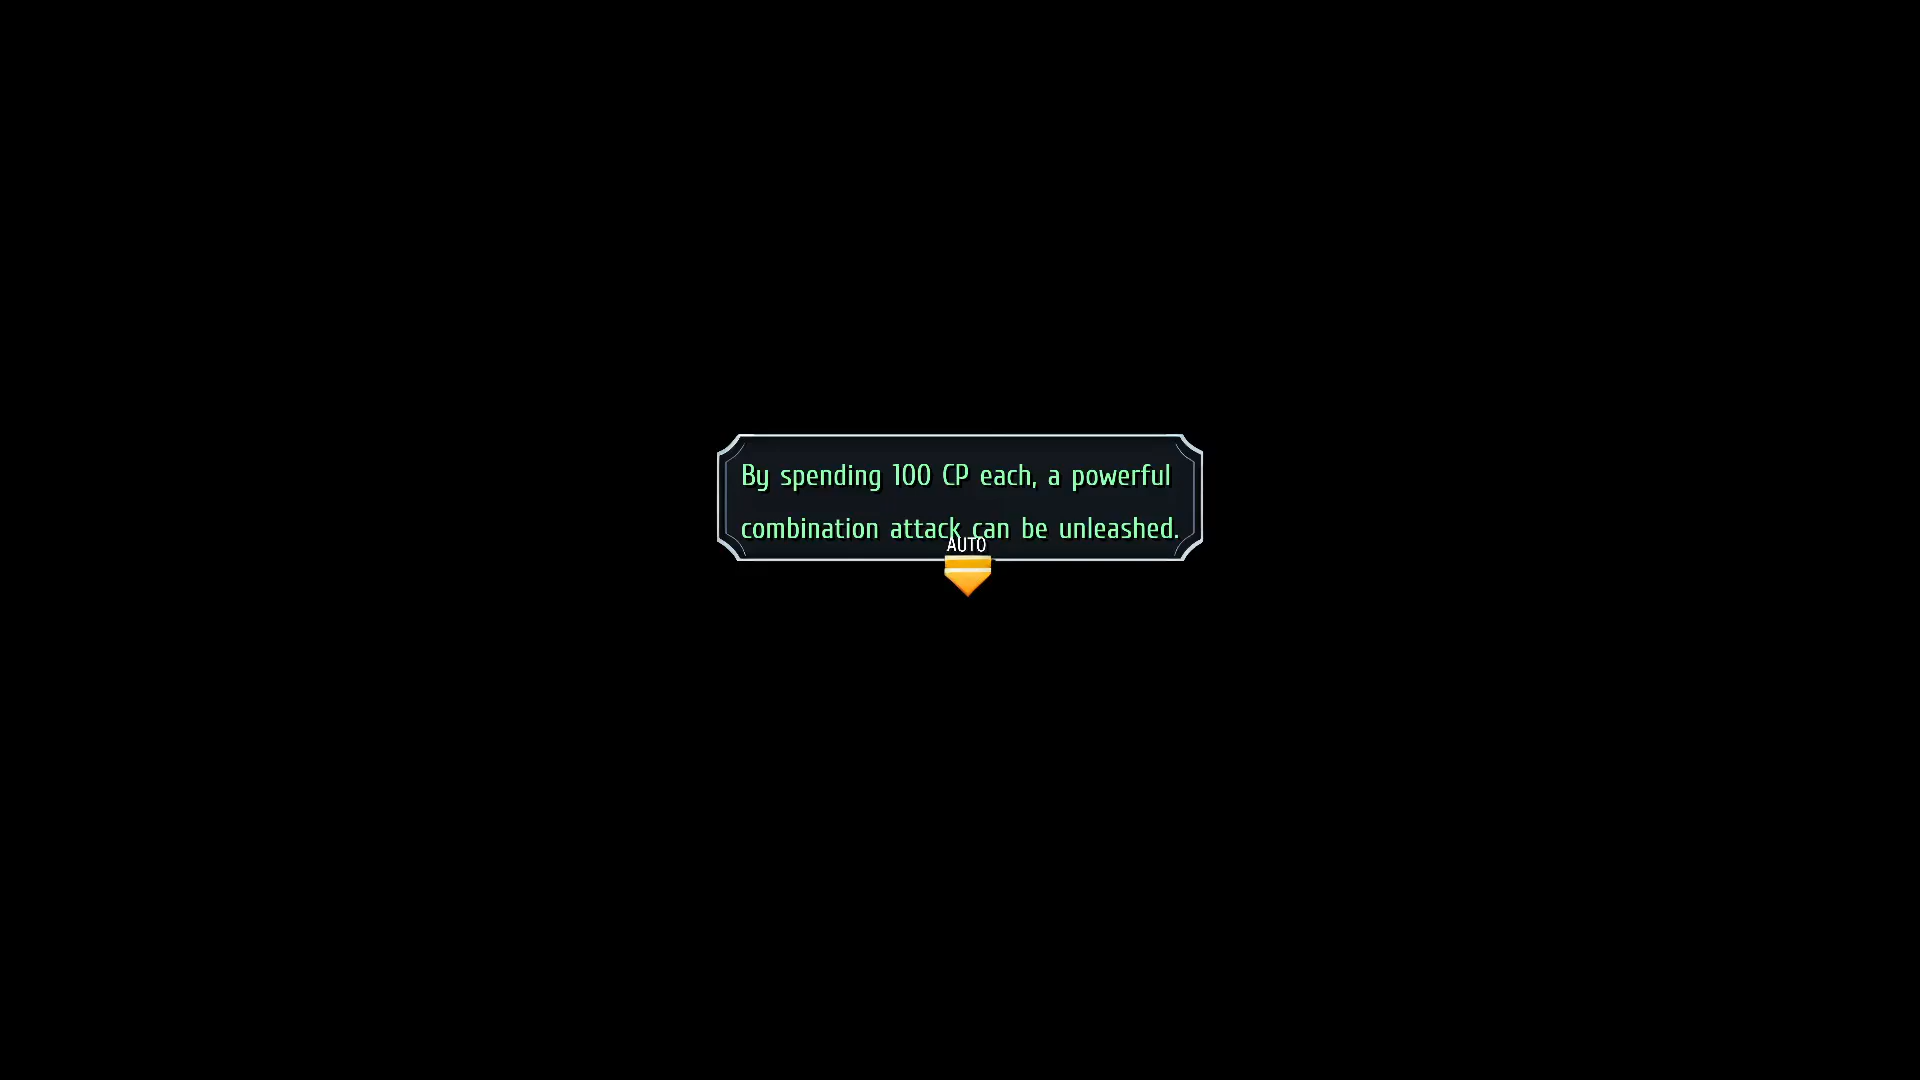 By spending 100 CP each, a powerful
combination attack can be unleashed.
AUTO